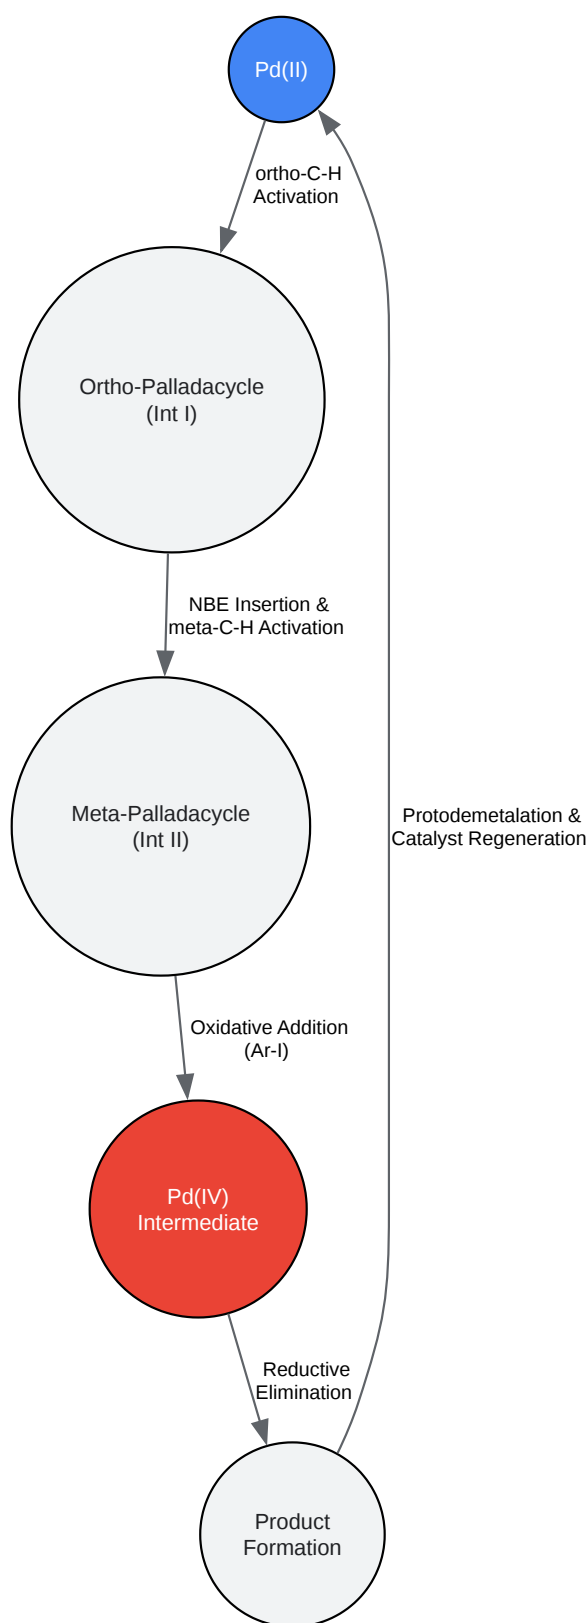 Pd(II)
ortho-C-H
Activation
Ortho-Palladacycle
(Int I)
NBE Insertion &
meta-C-H Activation
Meta-Palladacycle
(Int II)
Protodemetalation &
Catalyst Regeneration
Oxidative Addition
(Ar-I)
Pd(IV)
Intermediate
Reductive
Elimination
Product
Formation